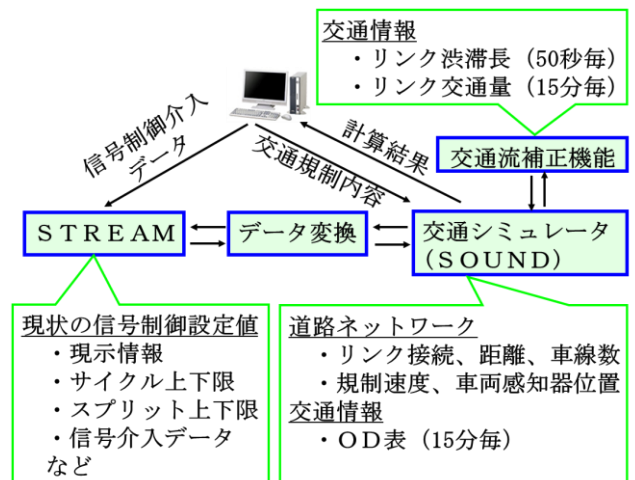 交通情報
・リンク渋滞長（50秒毎）
・リンク交通量（15分毎）
信号制御介入
データ
交通規制内容
計算結果
交通流補正機能
ＳＴＲＥＡＭ
データ変換
交通シミュレータ
（ＳＯＵＮＤ）
現状の信号制御設定値
・現示情報
・サイクル上下限
・スプリット上下限
・信号介入データ
など
道路ネットワーク
・リンク接続、距離、車線数
・規制速度、車両感知器位置
交通情報
・ＯＤ表（15分毎）